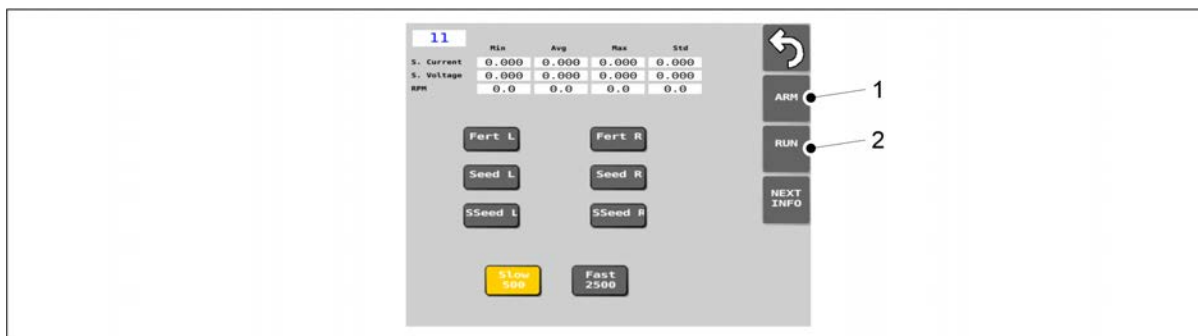 11
Min Avg Max Std
S. Current 0.000 0.000 0.000 0.000
S. Voltage 0.000 0.000 0.000 0.000
RPM 0.0 0.0 0.0 0.0
ARM 1
RUN 2
NEXT
INFO
Fert L Fert R
Seed L Seed R
SSeed L SSeed R
Slow
500
Fast
2500